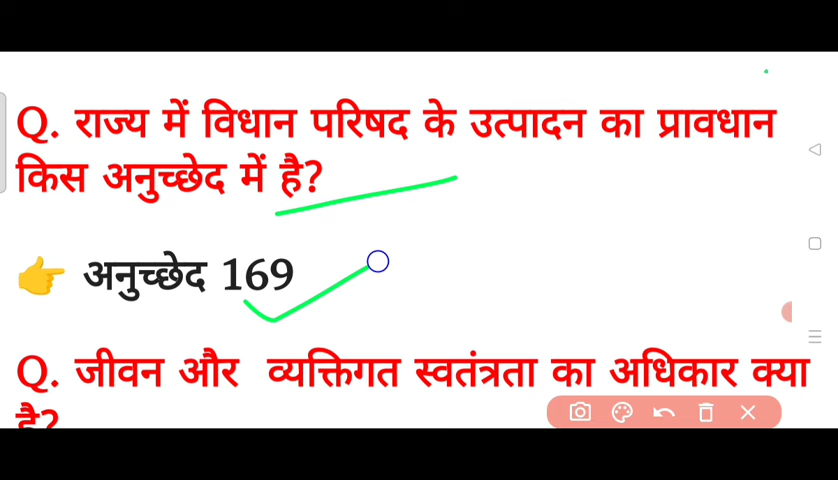 Q. राज्य में विधान परिषद के उत्पादन का प्रावधान
किस अनुच्छेद में है?
👉 अनुच्छेद 169
Q. जीवन और व्यक्तिगत स्वतंत्रता का अधिकार क्या
है?